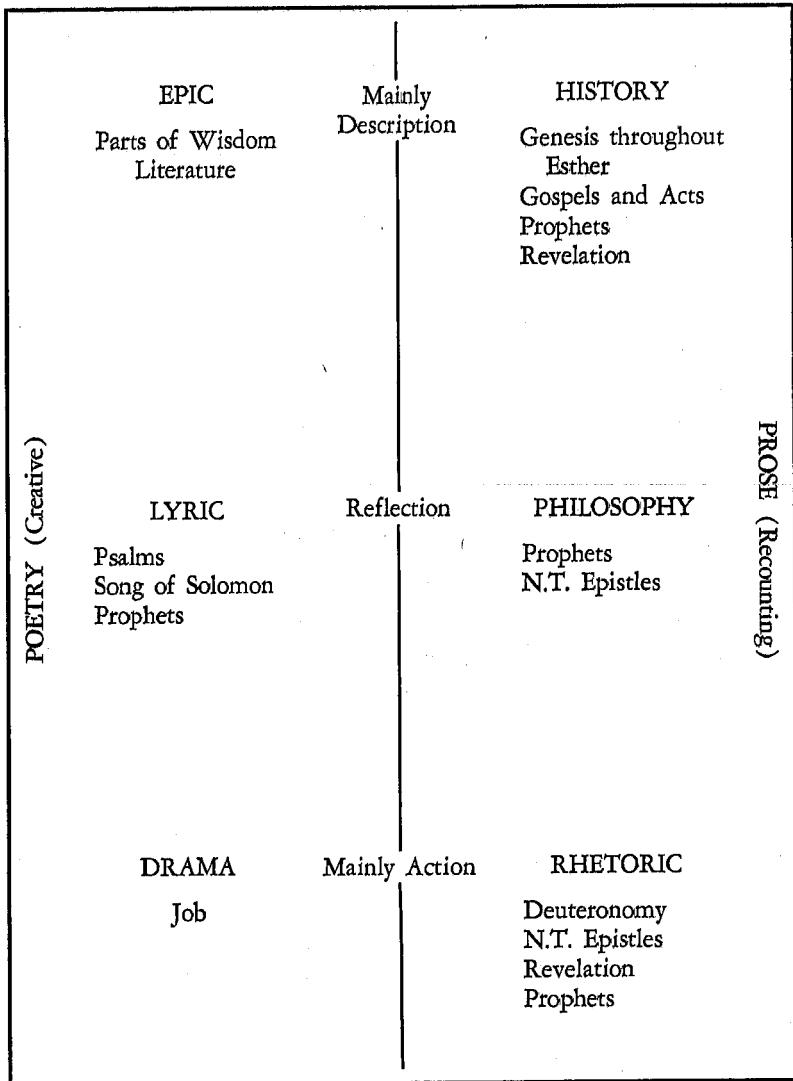 EPIC
Parts of Wisdom
Literature
Mainly
Description
HISTORY
Genesis throughout
Esther
Gospels and Acts
Prophets
Revelation
POETRY (Creative)
LYRIC
Psalms
Song of Solomon
Prophets
Reflection
PHILOSOPHY
Prophets
N.T. Epistles
PROSE (Recounting)
DRAMA
Job
Mainly Action
RHETORIC
Deuteronomy
N.T. Epistles
Revelation
Prophets